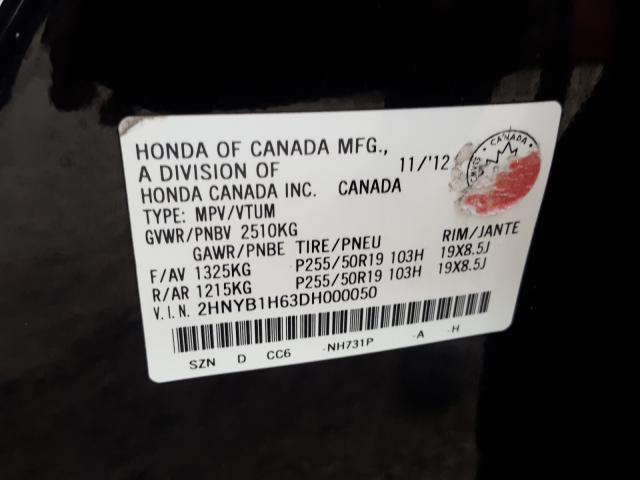 HONDA OF CANADA MFG.,
A DIVISION OF 11/'12
HONDA CANADA INC. CANADA
CANADA
TYPE: MPV/VTUM
GVWR/PNBV 2510KG
GAWR/PNBE TIRE/PNEU RIM/JANTE
F/AV 1325KG P255/50R19 103H 19X8.5J
R/AR 1215KG P255/50R19 103H 19X8.5J
V.I.N. 2HNYB1H63DH000050
SZN D CC6 -NH731P -A -H